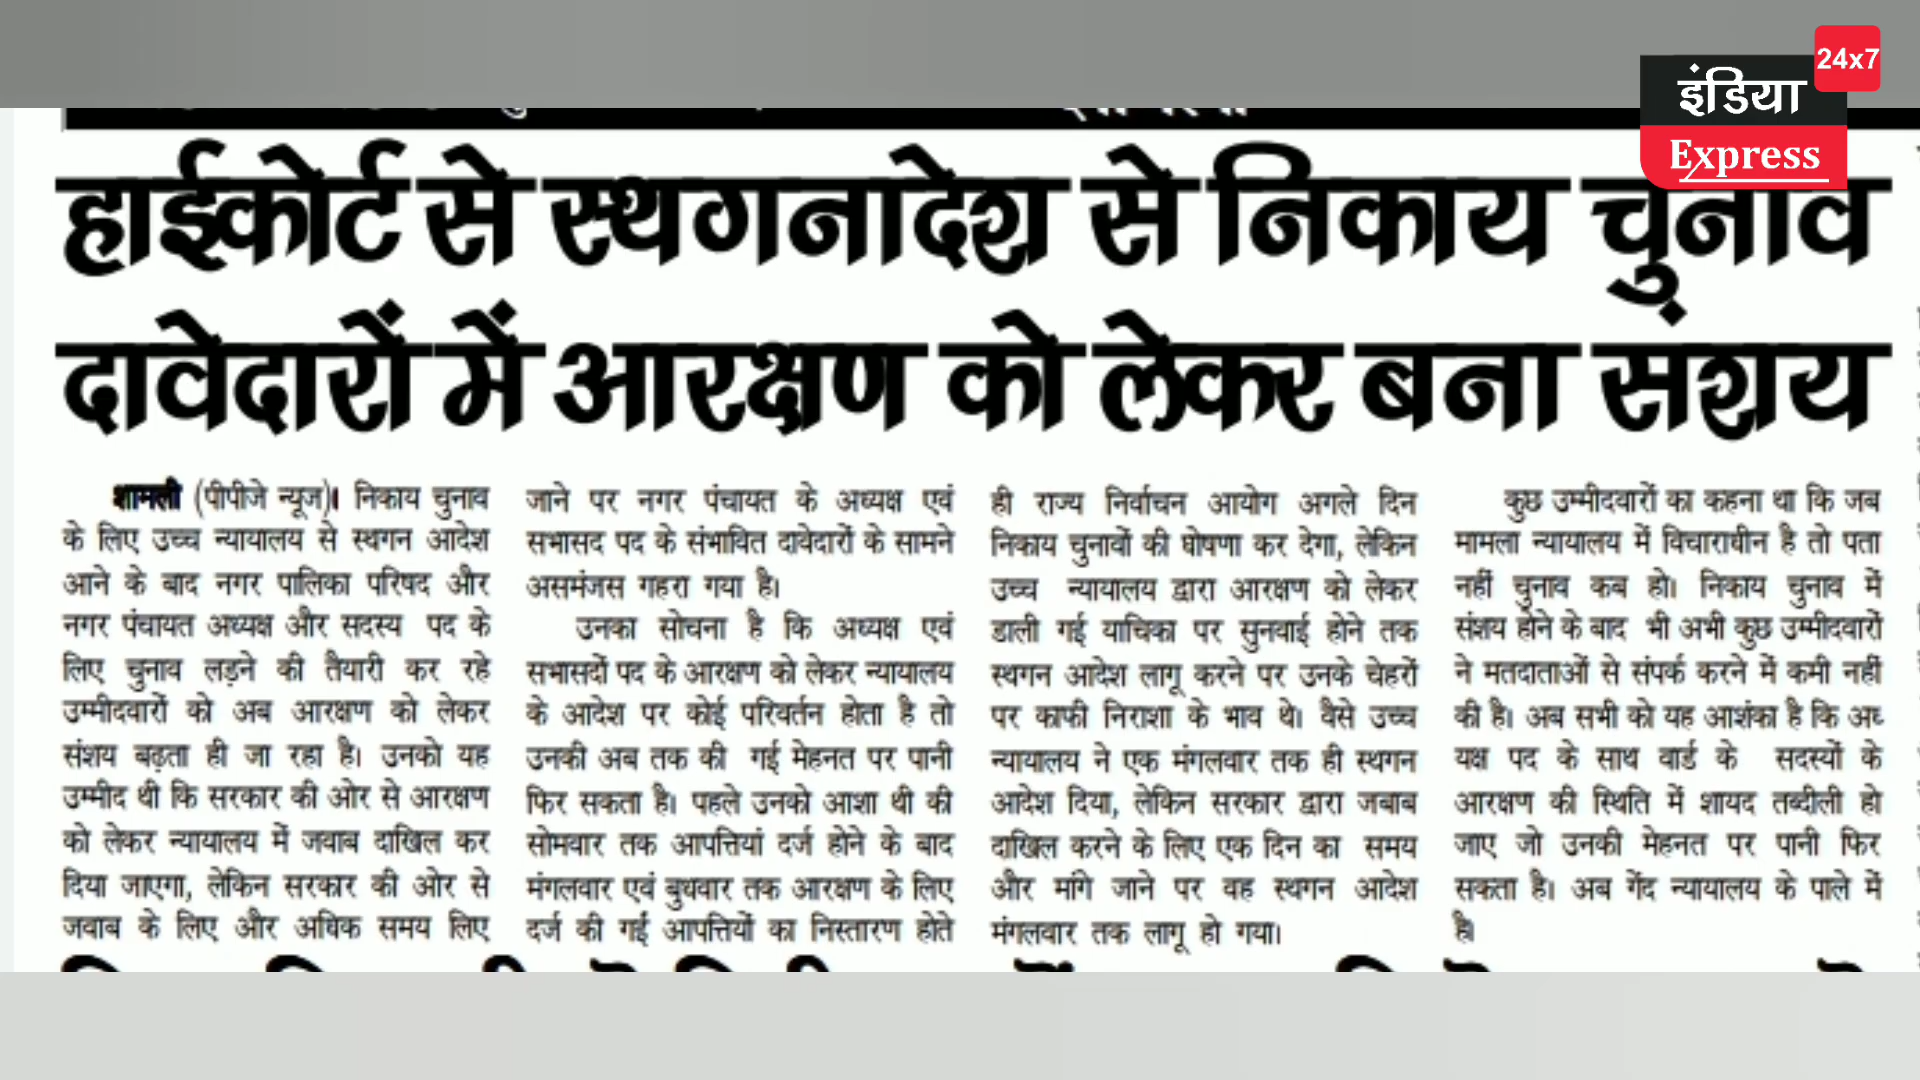 24x7
इंडिया
Express
हाईकोर्ट से स्थगनादेश से निकाय चुनाव
दावेदारों में आरक्षण को लेकर बना संशय
शामली (पीपीजे न्यूज)। निकाय चुनाव
के लिए उच्च न्यायालय से स्थगन आदेश
आने के बाद नगर पालिका परिषद और
नगर पंचायत अध्यक्ष और सदस्य पद के
लिए चुनाव लड़ने की तैयारी कर रहे
उम्मीदवारों को अब आरक्षण को लेकर
संशय बढ़ता ही जा रहा है। उनको यह
उम्मीद थी कि सरकार की ओर से आरक्षण
को लेकर न्यायालय में जवाब दाखिल कर
दिया जाएगा, लेकिन सरकार की ओर से
जवाब के लिए और अधिक समय लिए
जाने पर नगर पंचायत के अध्यक्ष एवं
सभासद पद के संभावित दावेदारों के सामने
असमंजस गहरा गया है।
उनका सोचना है कि अध्यक्ष एवं
सभासदों पद के आरक्षण को लेकर न्यायालय
के आदेश पर कोई परिवर्तन होता है तो
उनकी अब तक की गई मेहनत पर पानी
फिर सकता है। पहले उनको आशा थी की
सोमवार तक आपत्तियां दर्ज होने के बाद
मंगलवार एवं बुधवार तक आरक्षण के लिए
दर्ज की गई आपत्तियों का निस्तारण होते
ही राज्य निर्वाचन आयोग अगले दिन
निकाय चुनावों की घोषणा कर देगा, लेकिन
उच्च न्यायालय द्वारा आरक्षण को लेकर
डाली गई याचिका पर सुनवाई होने तक
स्थगन आदेश लागू करने पर उनके चेहरों
पर काफी निराशा के भाव थे। वैसे उच्च
न्यायालय ने एक मंगलवार तक ही स्थगन
आदेश दिया, लेकिन सरकार द्वारा जबाब
दाखिल करने के लिए एक दिन का समय
और मांगे जाने पर वह स्थगन आदेश
मंगलवार तक लागू हो गया।
कुछ उम्मीदवारों का कहना था कि जब
मामला न्यायालय में विचाराधीन है तो पता
नहीं चुनाव कब हो। निकाय चुनाव में
संशय होने के बाद भी अभी कुछ उम्मीदवारों
ने मतदाताओं से संपर्क करने में कमी नहीं
की है। अब सभी को यह आशंका है कि अध्
यक्ष पद के साथ वार्ड के सदस्यों के
आरक्षण की स्थिति में शायद तब्दीली हो
जाए जो उनकी मेहनत पर पानी फिर
सकता है। अब गेंद न्यायालय के पाले में
है।